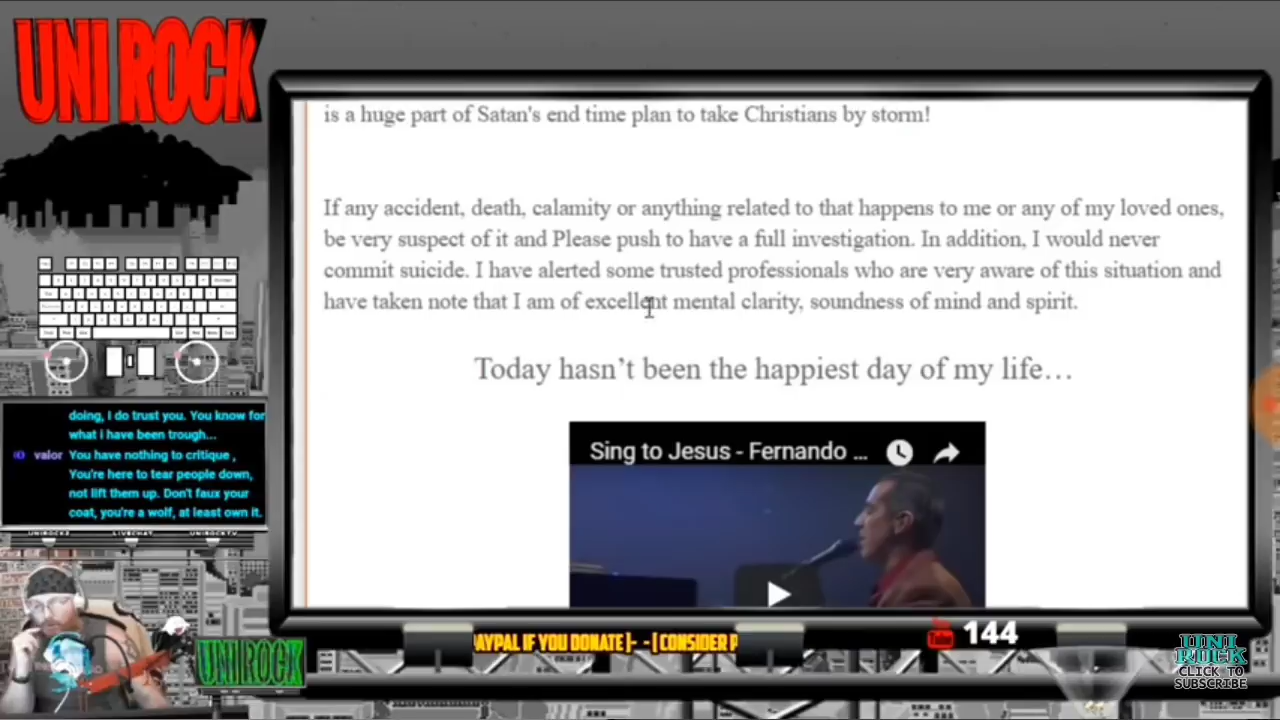 UNI ROCK
is a huge part of Satan's end time plan to take Christians by storm!
If any accident, death, calamity or anything related to that happens to me or any of my loved ones,
be very suspect of it and Please push to have a full investigation. In addition, I would never
commit suicide. I have alerted some trusted professionals who are very aware of this situation and
have taken note that I am of excellent mental clarity, soundness of mind and spirit.
Today hasn't been the happiest day of my life…
Sing to Jesus - Fernando ...
doing, I do trust you. You know for
what I have been trough...
valor You have nothing to critique ,
You're here to tear people down,
not lift them up. Don't faux your
coat, you're a wolf, at least own it.
UNIROCK2 LIVECHAT UNIROCKTV
UNI ROCK
AYPAL IF YOU DONATE ]- -[ CONSIDER P
144
UNI
ROCK
CLICK TO
SUBSCRIBE